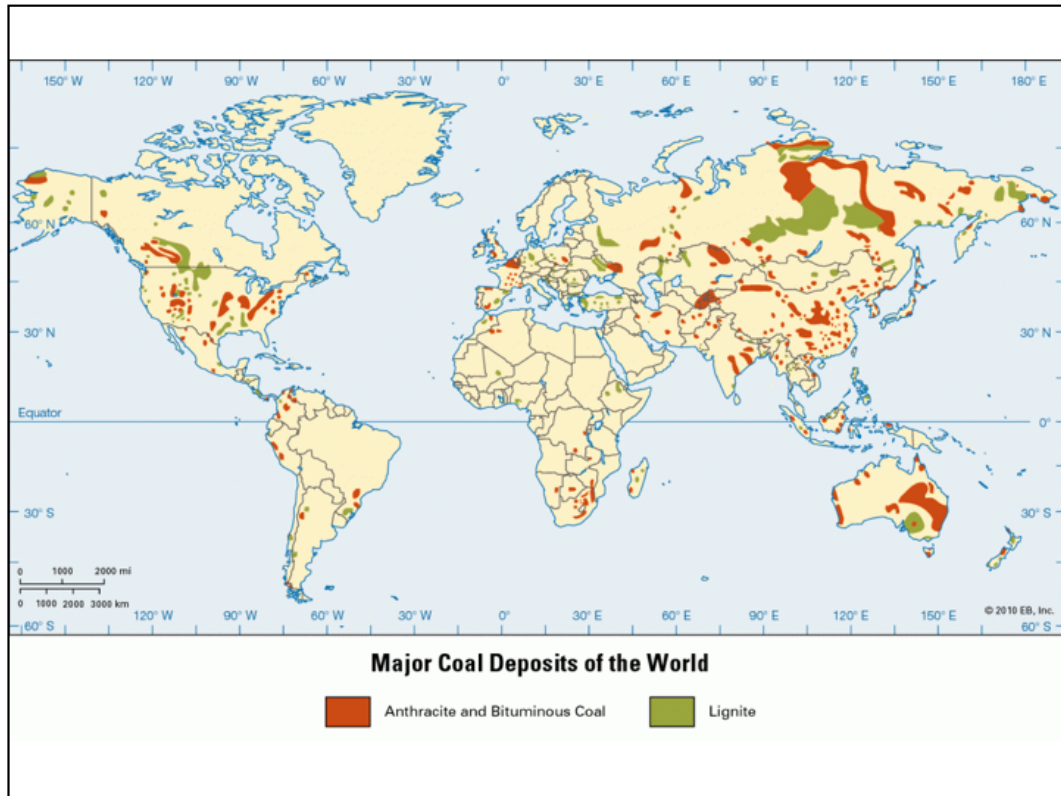 150° W 120° W 90° W 60° W 30° W 0° 30° E 60° E 90° E 120° E 150° E 180° E
60° N 60° N
30° N 30° N
Equator 0°
30° S 30° S
0 1000 2000 mi
0 1000 2000 3000 km
© 2010 EB, Inc.
60° S 60° S
120° W 90° W 60° W 30° W 0° 30° E 60° E 90° E 120° E 150° E
Major Coal Deposits of the World
Anthracite and Bituminous Coal Lignite